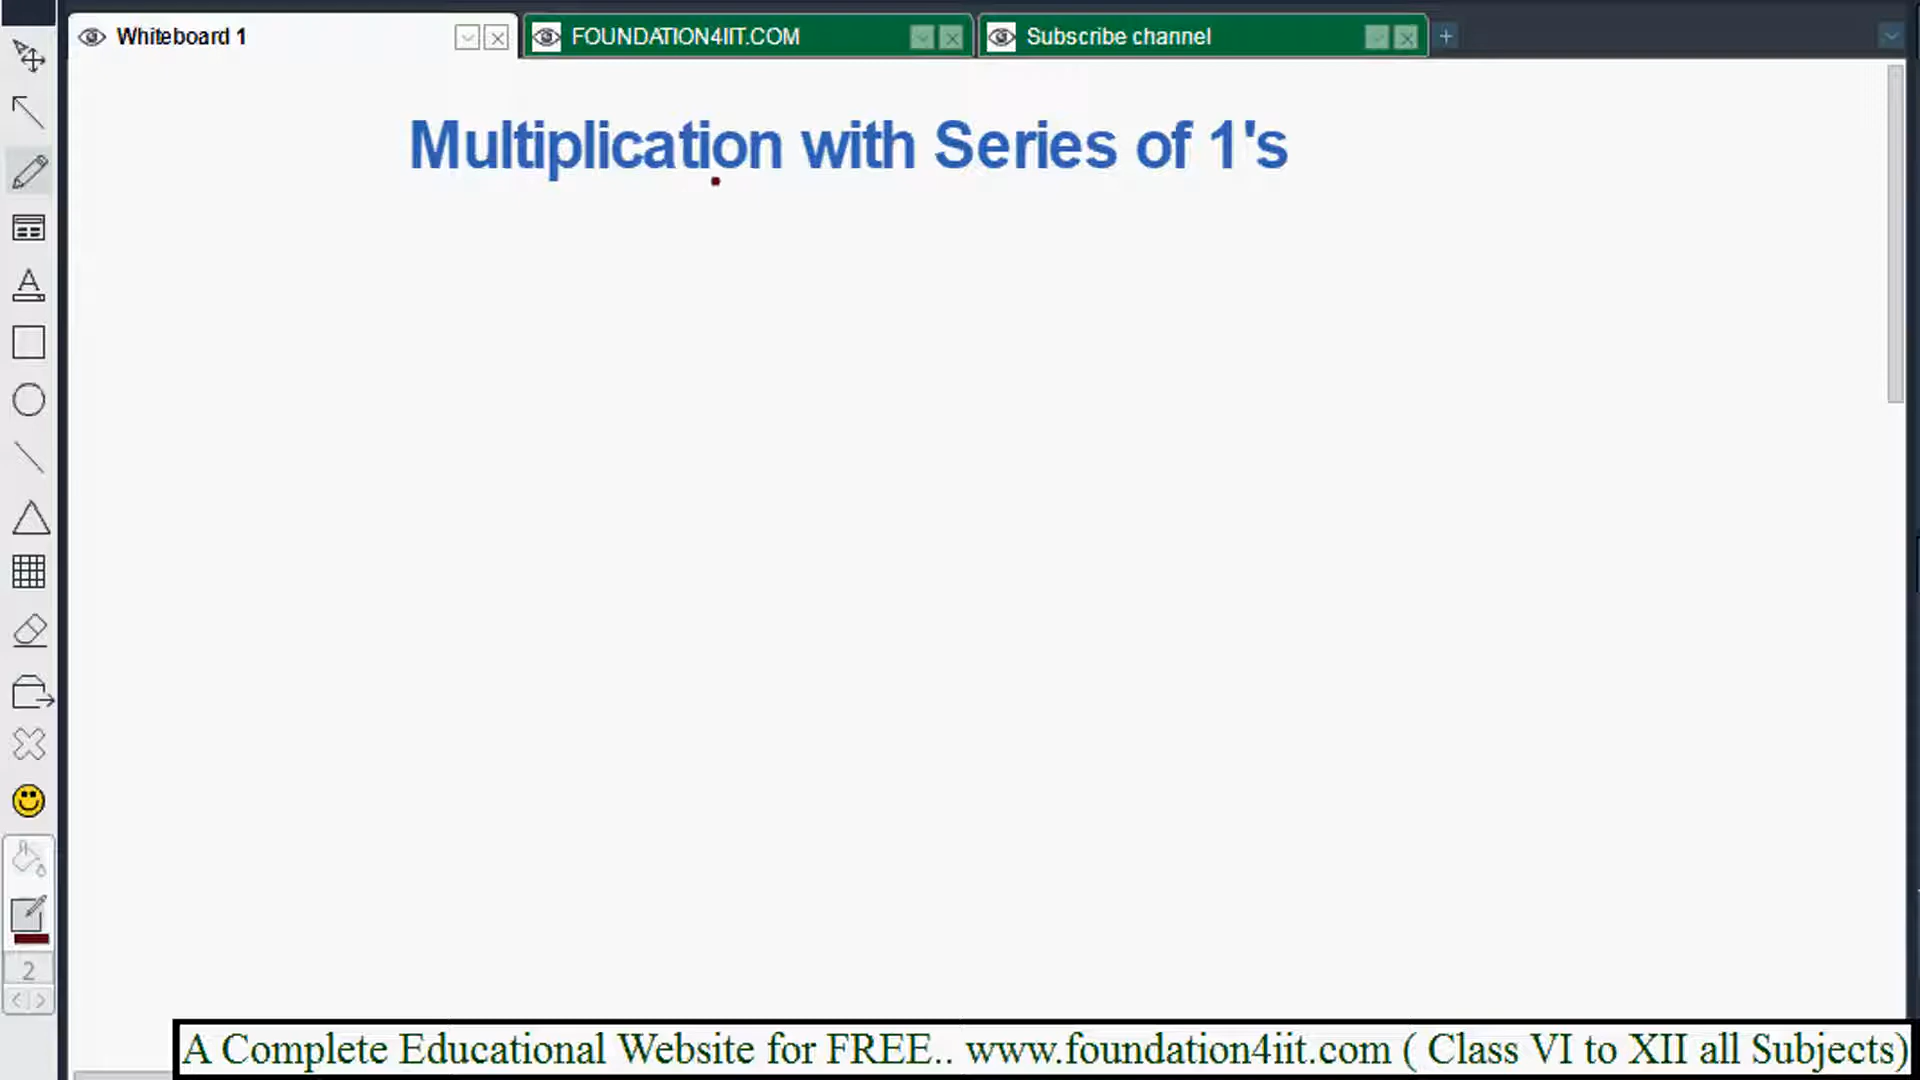 Whiteboard 1
FOUNDATION4IIT.COM
Subscribe channel
Multiplication with Series of 1's
2
A Complete Educational Website for FREE.. www.foundation4iit.com ( Class VI to XII all Subjects)